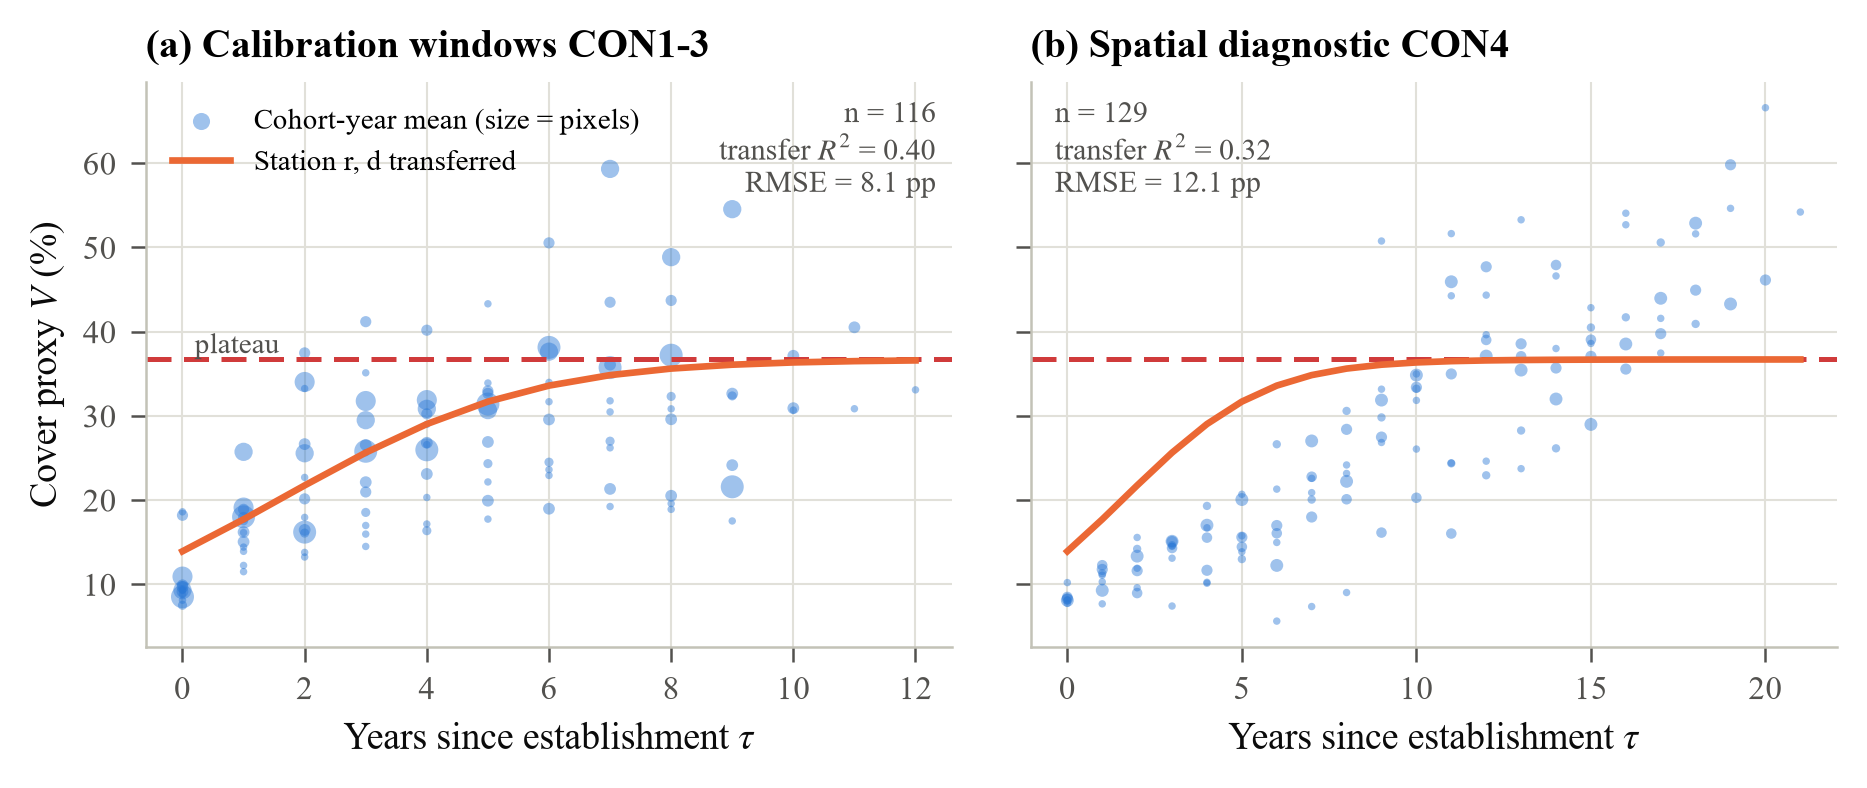 (a) Calibration windows CON1-3
Cohort-year mean (size = pixels)
Station r, d transferred
n = 116
transfer R² = 0.40
RMSE = 8.1 pp
plateau
Cover proxy V (%)
60
50
40
30
20
10
0 2 4 6 8 10 12
Years since establishment τ
(b) Spatial diagnostic CON4
n = 129
transfer R² = 0.32
RMSE = 12.1 pp
0 5 10 15 20
Years since establishment τ